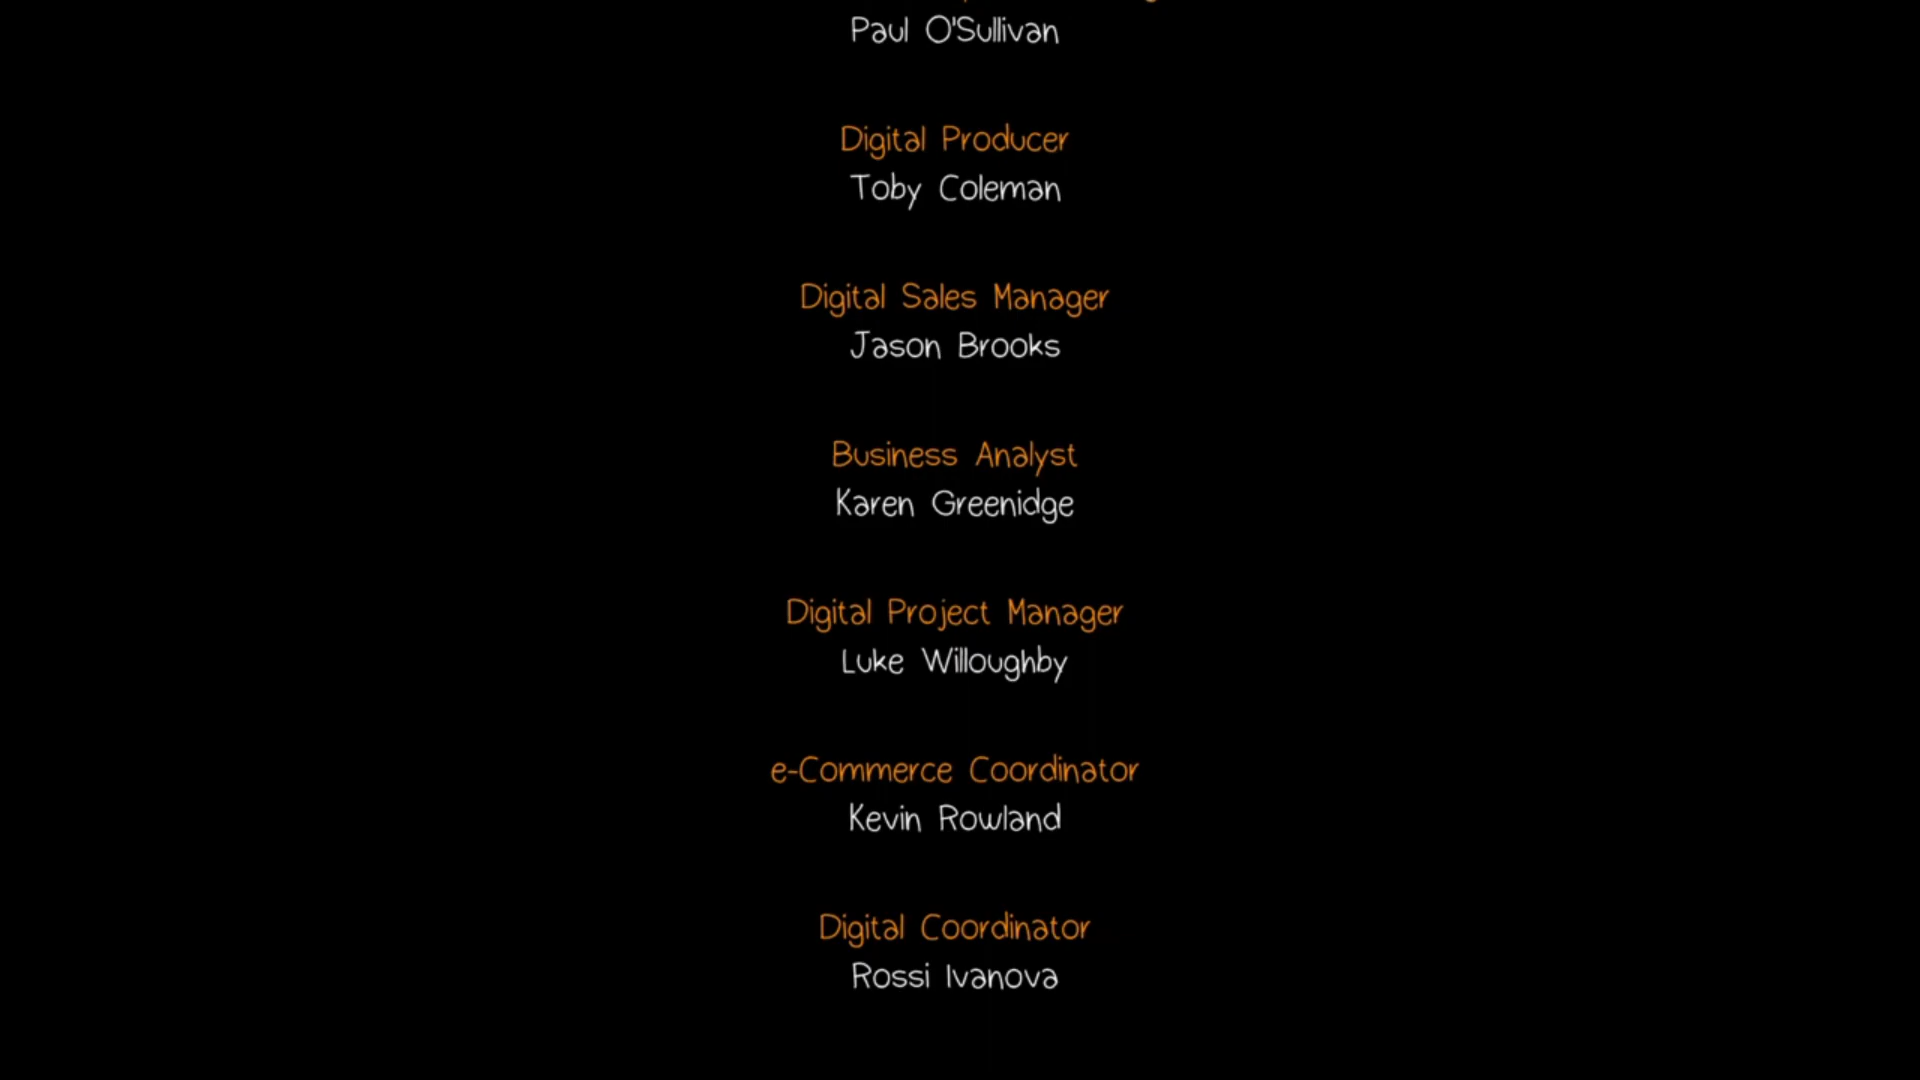 Paul O'Sullivan
Digital Producer
Toby Coleman
Digital Sales Manager
Jason Brooks
Business Analyst
Karen Greenidge
Digital Project Manager
Luke Willoughby
e-Commerce Coordinator
Kevin Rowland
Digital Coordinator
Rossi Ivanova